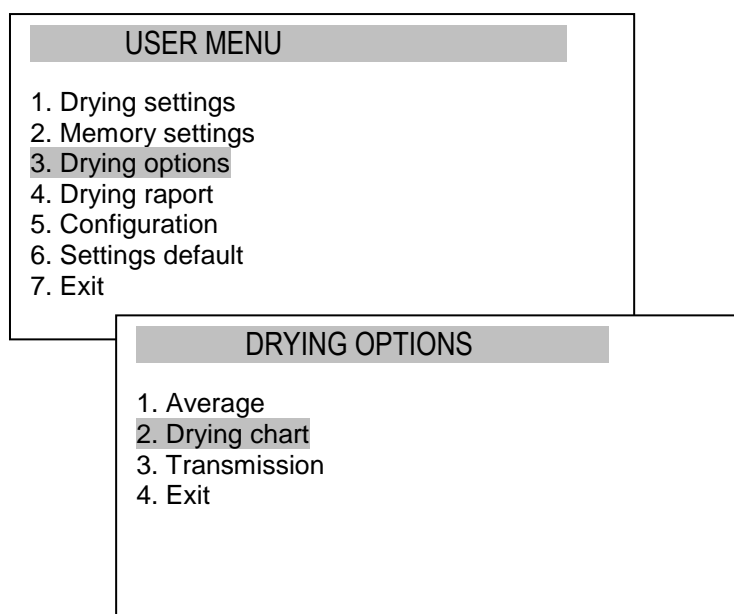 USER MENU
1. Drying settings
2. Memory settings
3. Drying options
4. Drying raport
5. Configuration
6. Settings default
7. Exit
DRYING OPTIONS
1. Average
2. Drying chart
3. Transmission
4. Exit